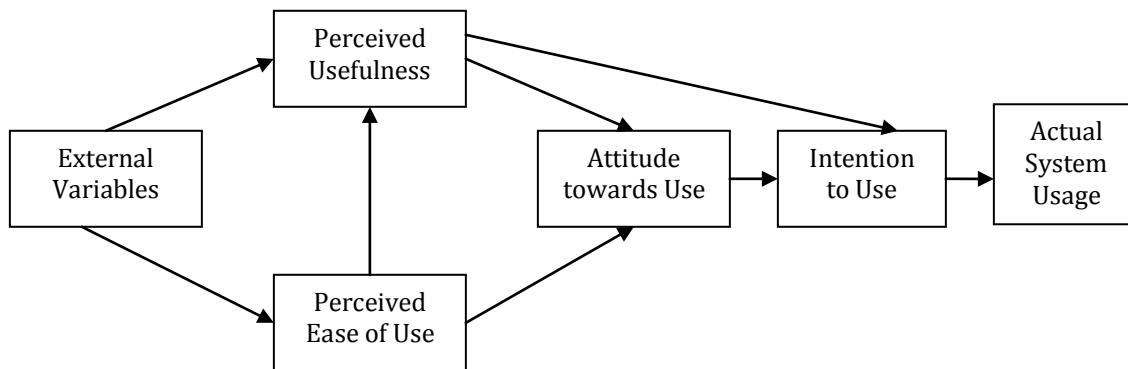 Perceived
Usefulness
External
Variables
Attitude
towards Use
Intention
to Use
Actual
System
Usage
Perceived
Ease of Use